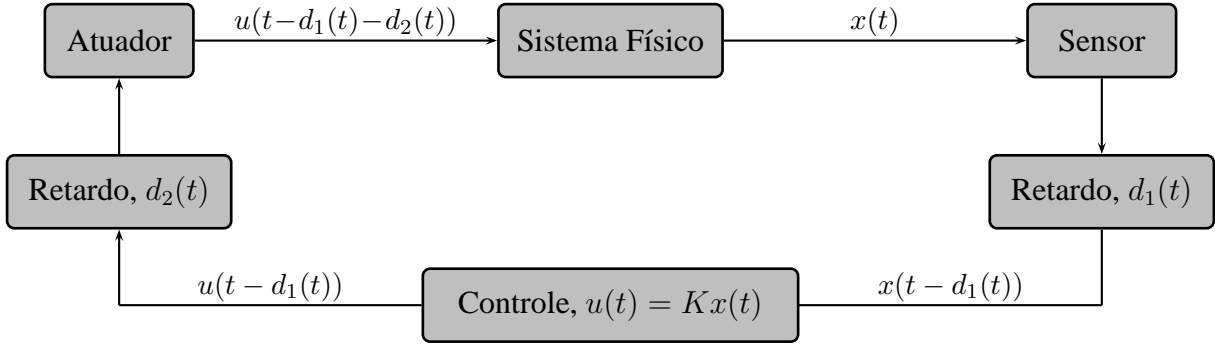 Atuador
u(t−d₁(t)−d₂(t))
Sistema Físico
x(t)
Sensor
Retardo, d₂(t)
Retardo, d₁(t)
u(t − d₁(t))
Controle, u(t) = Kx(t)
x(t − d₁(t))